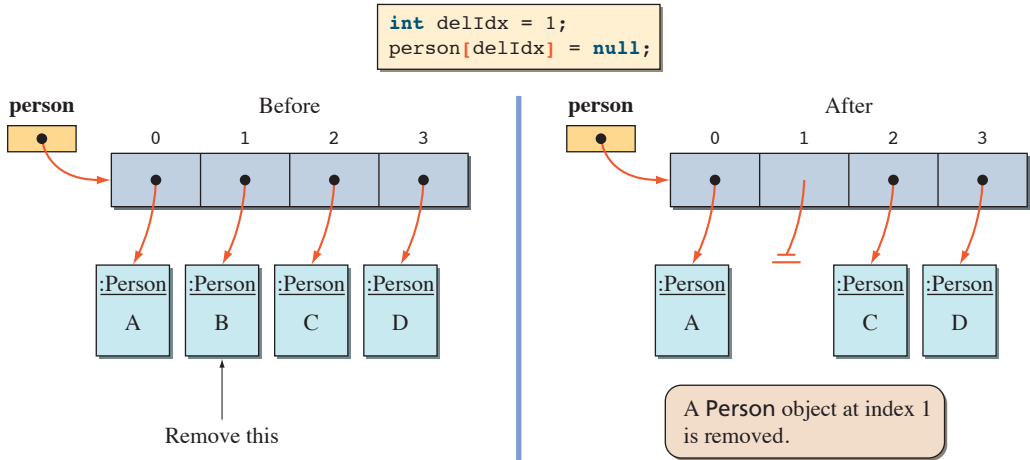 int delIdx = 1;
person[delIdx] = null;
person
Before
0 1 2 3
:Person :Person :Person :Person
A B C D
Remove this
person
After
0 1 2 3
:Person :Person :Person
A C D
A Person object at index 1
is removed.